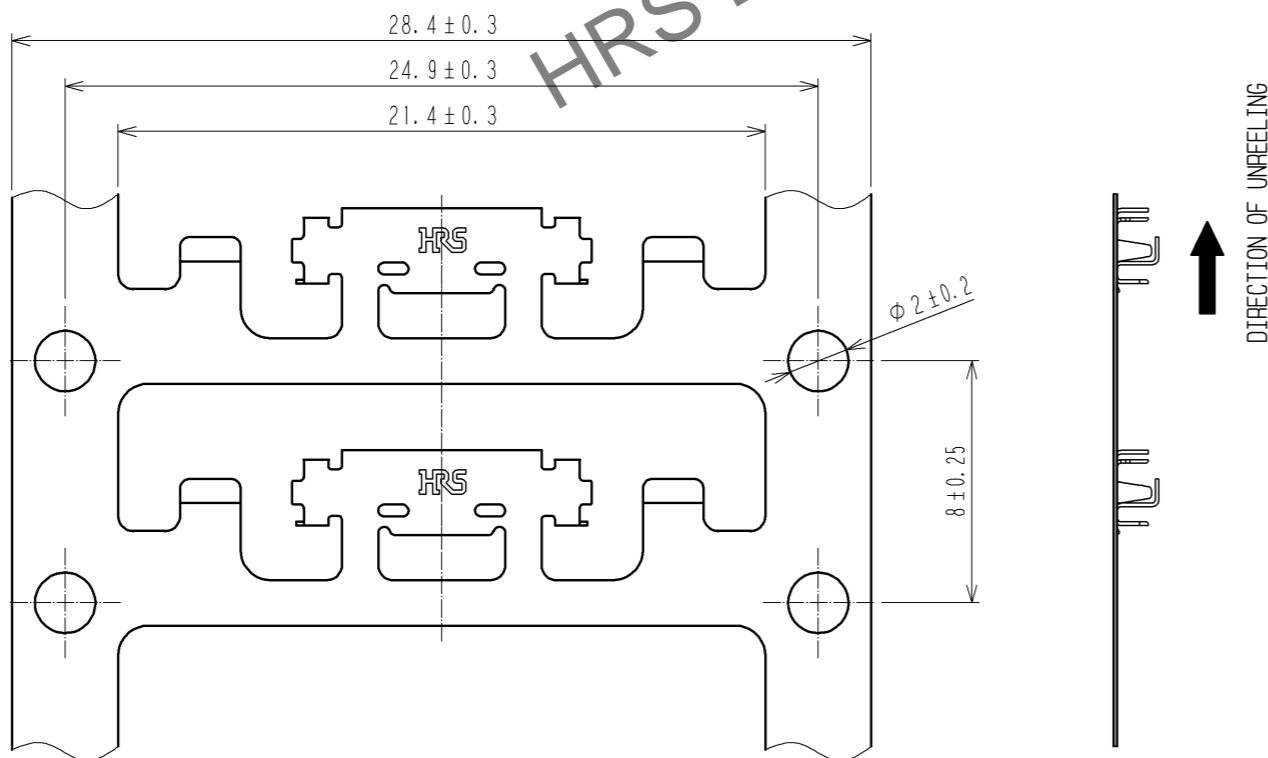 28.4±0.3
HRS
24.9±0.3
21.4±0.3
DIRECTION OF UNREELING
HRS
φ2±0.2
8±0.25
HRS